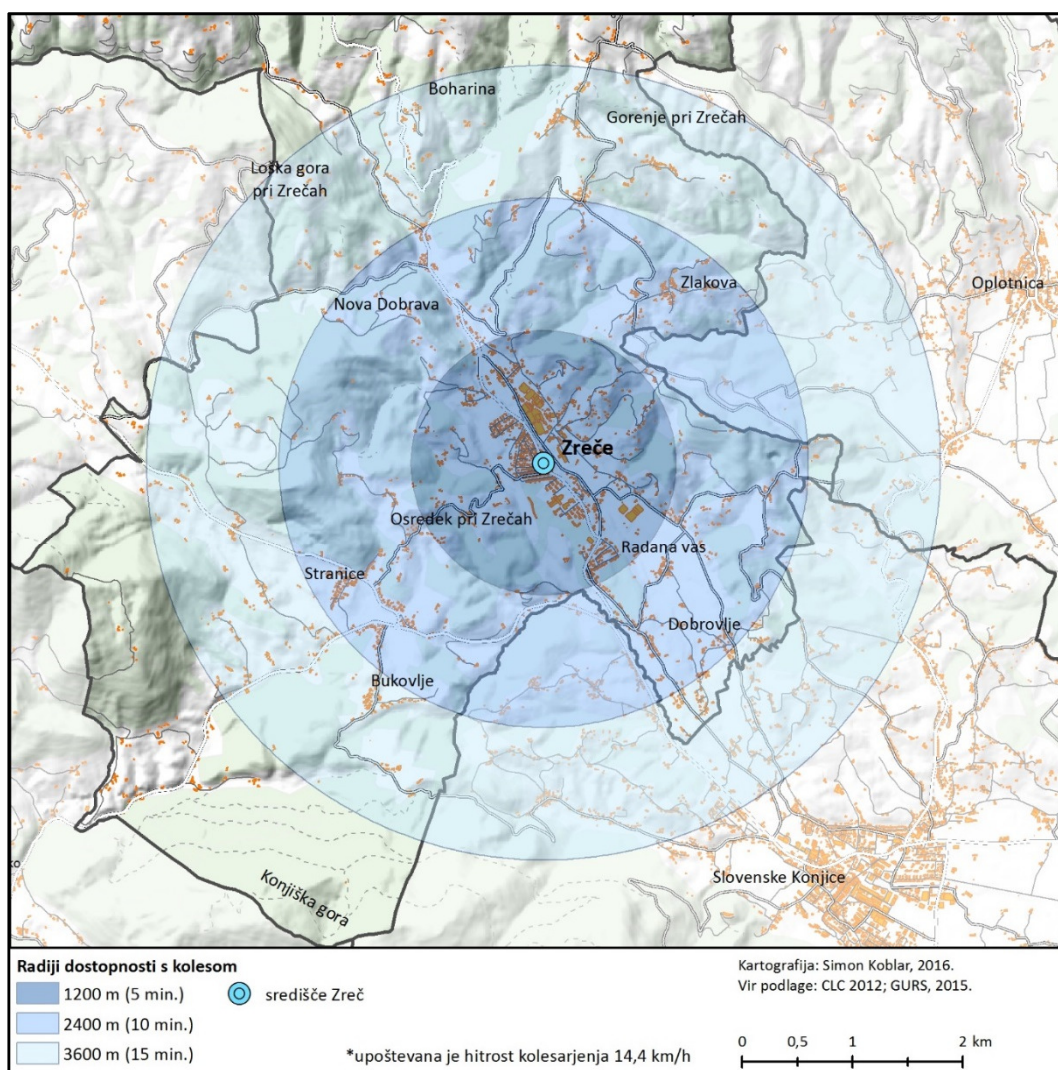 Boharina
Gorenje pri Zrečah
Loška gora
pri Zrečah
Zlakova
Oplotnica
Nova Dobrava
Zreče
Osredek pri Zrečah
Radana vas
Stranice
Dobrovlje
Bukovlje
ko
Slovenske Konjice
Konjiška gora
Radiji dostopnosti s kolesom
1200 m (5 min.)
središče Zreč
2400 m (10 min.)
3600 m (15 min.)
*upoštevana je hitrost kolesarjenja 14,4 km/h
Kartografija: Simon Koblar, 2016.
Vir podlage: CLC 2012; GURS, 2015.
0 0,5 1 2 km